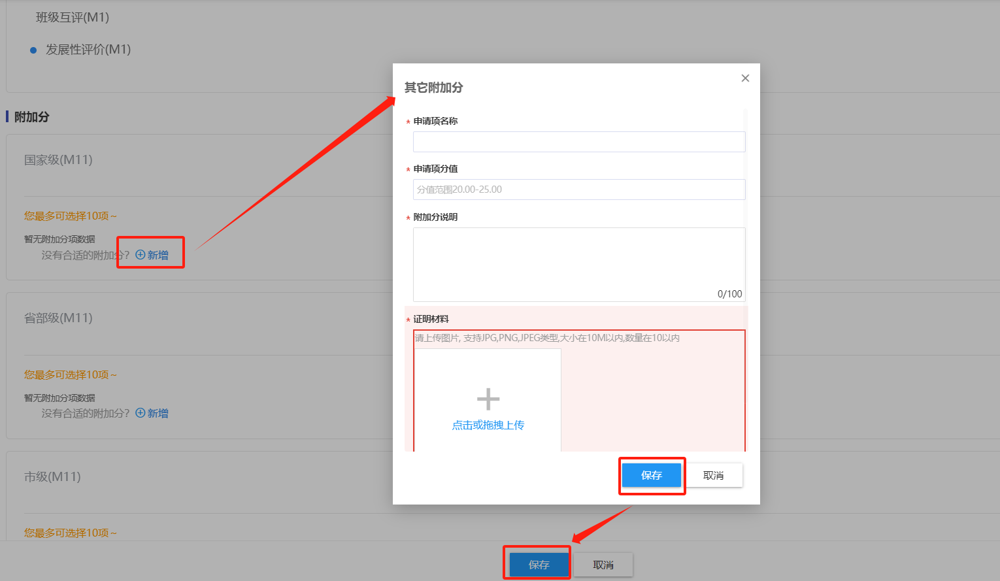 班级互评(M1)
发展性评价(M1)
附加分
国家级(M11)
您最多可选择10项～
暂无附加分项数据
没有合适的附加分？ 新增
省部级(M11)
您最多可选择10项～
暂无附加分项数据
没有合适的附加分？ 新增
市级(M11)
您最多可选择10项～
其它附加分
* 申请项名称
* 申请项分值
分值范围20.00-25.00
* 附加分说明
0/100
* 证明材料
请上传图片, 支持JPG,PNG,JPEG类型,大小在10M以内,数量在10以内
点击或拖拽上传
保存 取消
保存 取消